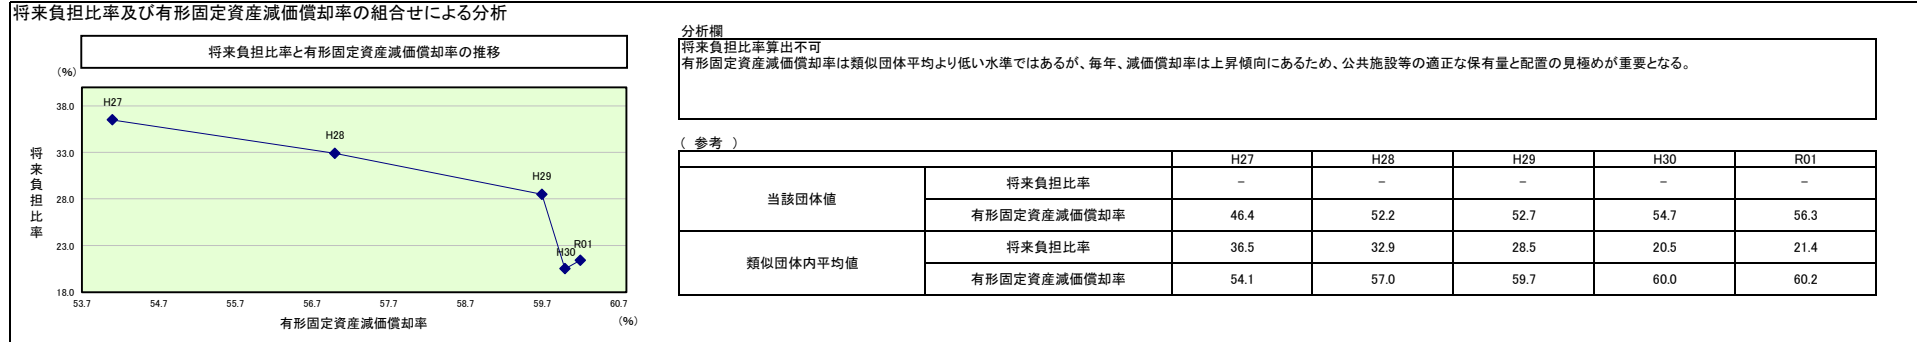 将来負担比率及び有形固定資産減価償却率の組合せによる分析
将来負担比率と有形固定資産減価償却率の推移
(%)
38.0
33.0
28.0
23.0
18.0
将来負担比率
H27
H28
H29
H30
R01
53.7 54.7 55.7 56.7 57.7 58.7 59.7 60.7
有形固定資産減価償却率
(%)
分析欄
将来負担比率算出不可
有形固定資産減価償却率は類似団体平均より低い水準ではあるが、毎年、減価償却率は上昇傾向にあるため、公共施設等の適正な保有量と配置の見極めが重要となる。
( 参考 )
H27 H28 H29 H30 R01
当該団体値
将来負担比率 － － － － －
有形固定資産減価償却率 46.4 52.2 52.7 54.7 56.3
類似団体内平均値
将来負担比率 36.5 32.9 28.5 20.5 21.4
有形固定資産減価償却率 54.1 57.0 59.7 60.0 60.2